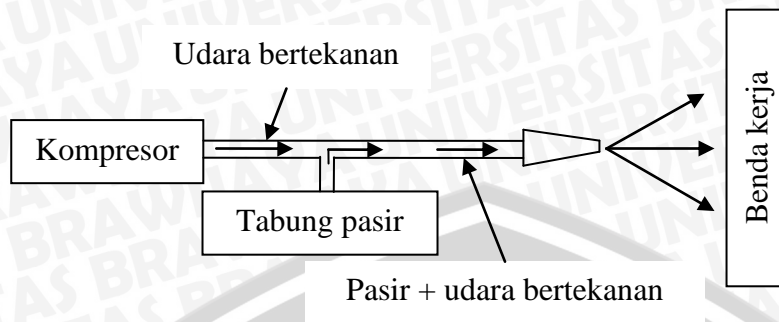 Udara bertekanan
Kompresor
Tabung pasir
Pasir + udara bertekanan
Benda kerja